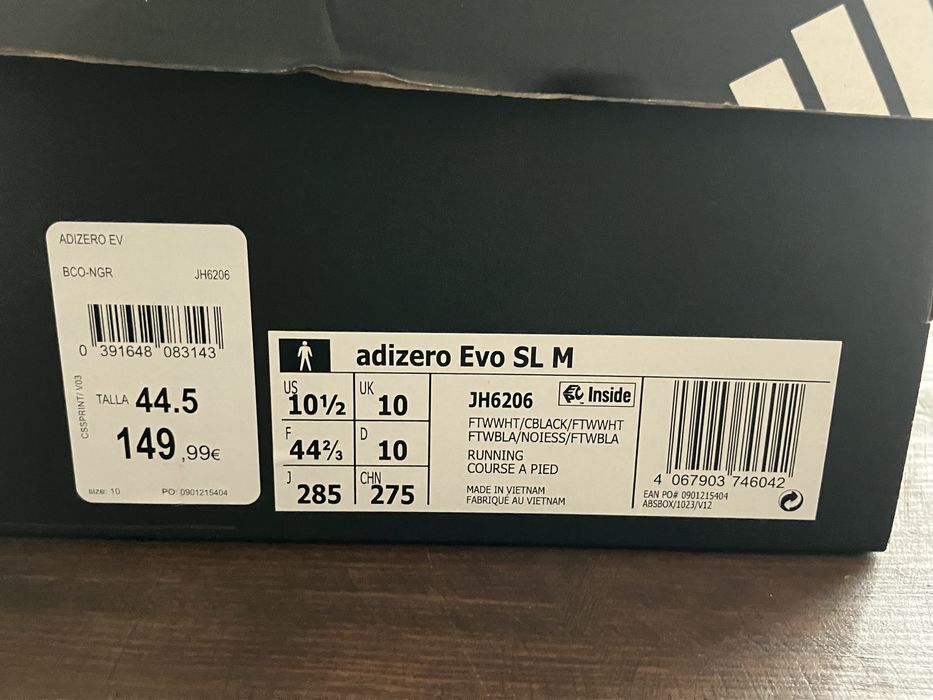 ADIZERO EV
BCO-NGR JH6206
0 391648 083143
CSSPRINT/ V03
TALLA 44.5
149,99€
size: 10 PO: 0901215404
adizero Evo SL M
US 10½ UK 10
F 44⅔ D 10
J 285 CHN 275
JH6206 Inside
FTWWHT/CBLACK/FTWWHT
FTWBLA/NOIESS/FTWBLA
RUNNING
COURSE A PIED
MADE IN VIETNAM
FABRIQUÉ AU VIETNAM
4 067903 746042
EAN PO# 0901215404
ABSBOX/1023/V12